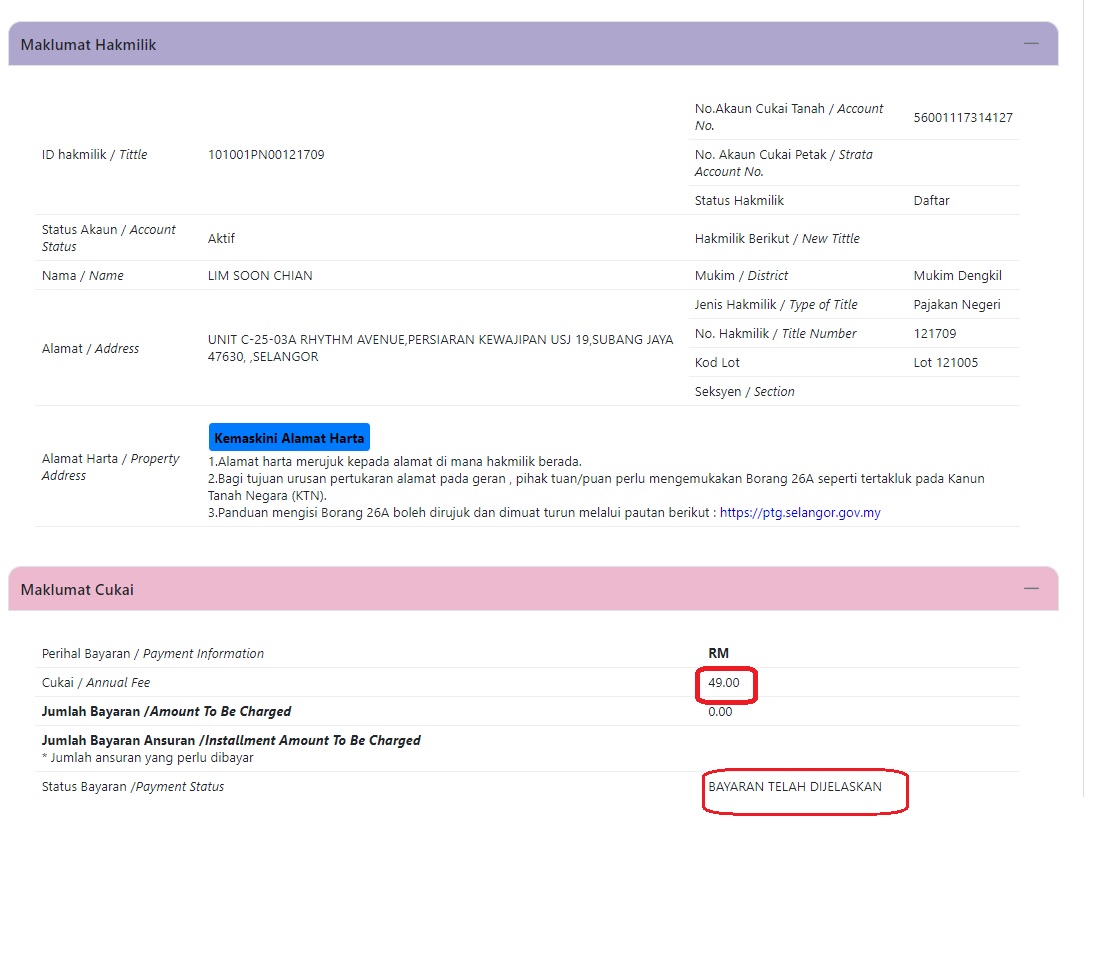 Maklumat Hakmilik
ID hakmilik / Tittle
101001PN00121709
No.Akaun Cukai Tanah / Account
No.
56001117314127
No. Akaun Cukai Petak / Strata
Account No.
Status Hakmilik
Daftar
Status Akaun / Account
Status
Aktif
Hakmilik Berikut / New Tittle
Nama / Name
LIM SOON CHIAN
Mukim / District
Mukim Dengkil
Alamat / Address
UNIT C-25-03A RHYTHM AVENUE,PERSIARAN KEWAJIPAN USJ 19,SUBANG JAYA
47630, ,SELANGOR
Jenis Hakmilik / Type of Title
Pajakan Negeri
No. Hakmilik / Title Number
121709
Kod Lot
Lot 121005
Seksyen / Section
Alamat Harta / Property
Address
Kemaskini Alamat Harta
1.Alamat harta merujuk kepada alamat di mana hakmilik berada.
2.Bagi tujuan urusan pertukaran alamat pada geran , pihak tuan/puan perlu mengemukakan Borang 26A seperti tertakluk pada Kanun
Tanah Negara (KTN).
3.Panduan mengisi Borang 26A boleh dirujuk dan dimuat turun melalui pautan berikut : https://ptg.selangor.gov.my
Maklumat Cukai
Perihal Bayaran / Payment Information
RM
Cukai / Annual Fee
49.00
Jumlah Bayaran /Amount To Be Charged
0.00
Jumlah Bayaran Ansuran /Installment Amount To Be Charged
* Jumlah ansuran yang perlu dibayar
Status Bayaran /Payment Status
BAYARAN TELAH DIJELASKAN